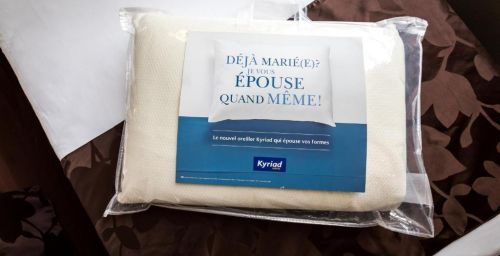 DÉJÀ MARIÉ(E)?
JE VOUS
ÉPOUSE
QUAND MÊME!
Le nouvel oreiller Kyriad qui épouse vos formes
Kyriad